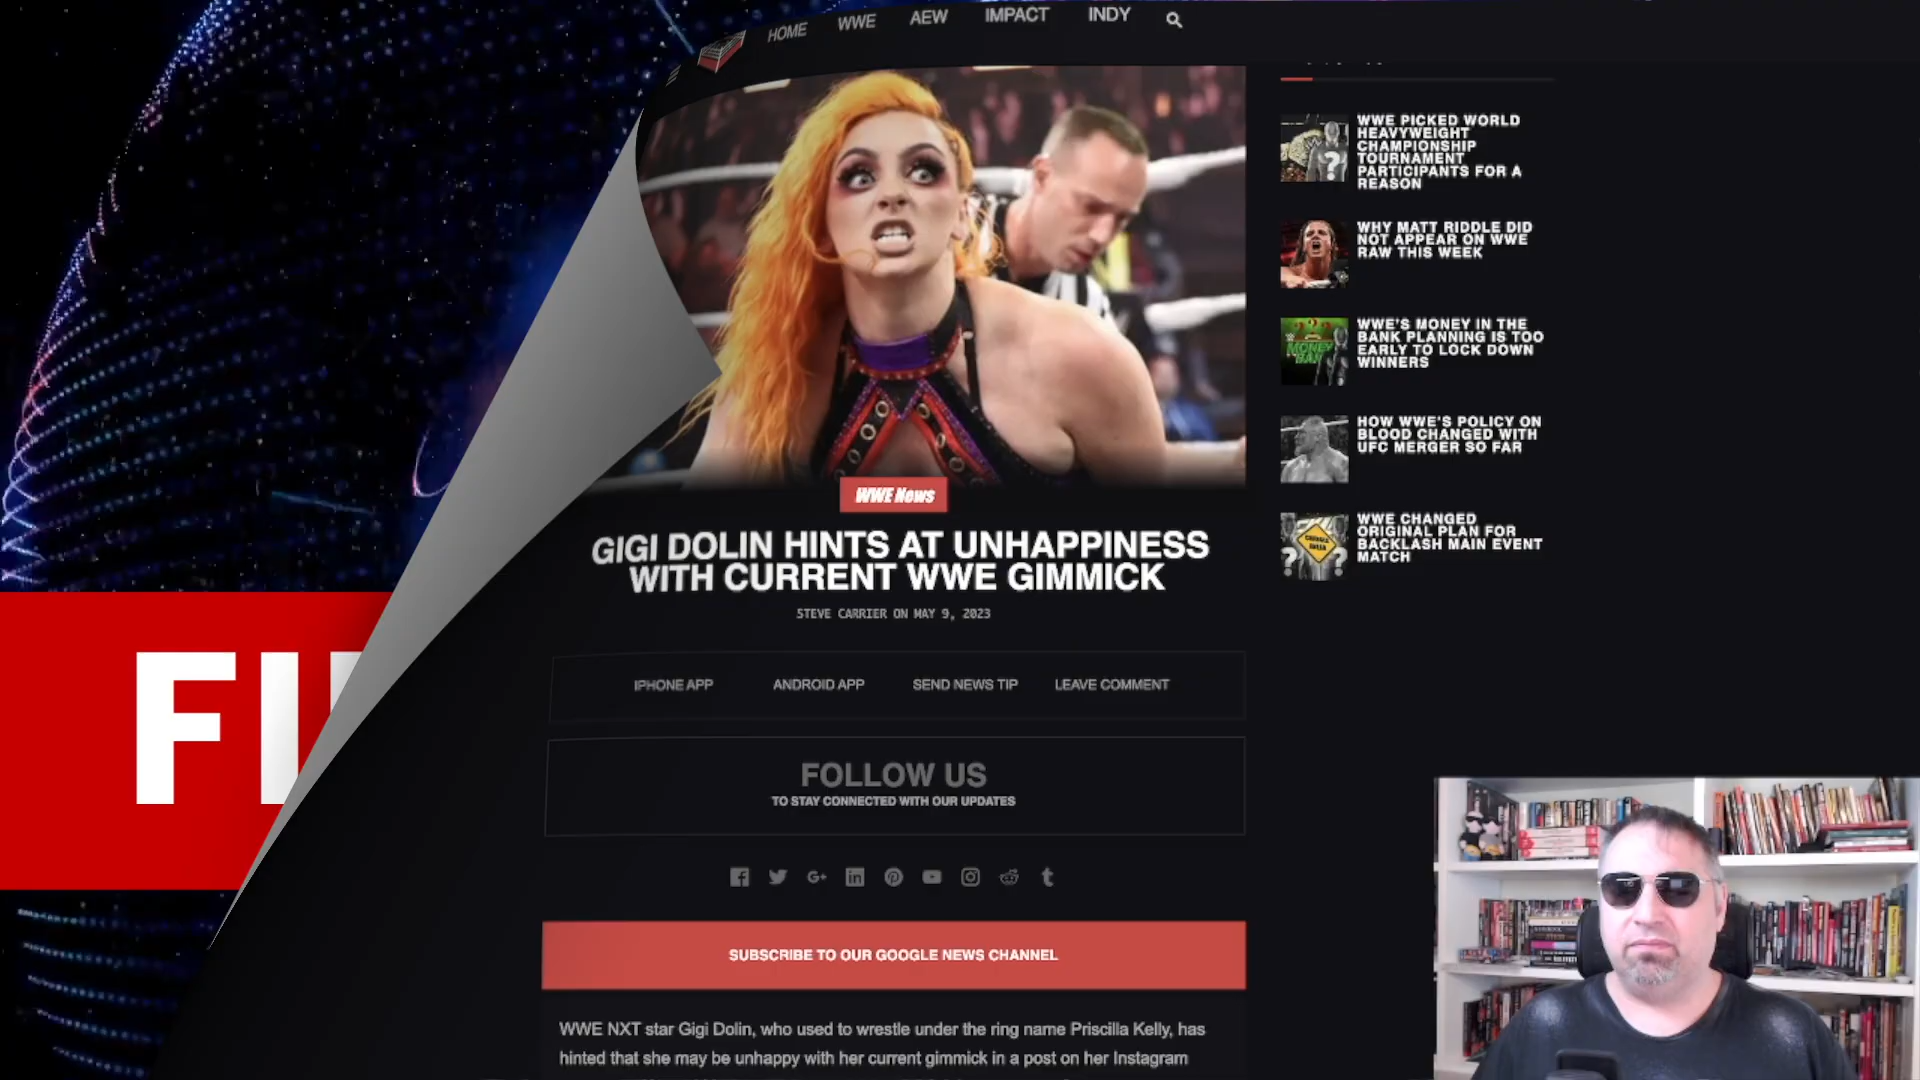 HOME
WWE
AEW
IMPACT
INDY
WWE News
GIGI DOLIN HINTS AT UNHAPPINESS
WITH CURRENT WWE GIMMICK
STEVE CARRIER ON MAY 9, 2023
IPHONE APP
ANDROID APP
SEND NEWS TIP
LEAVE COMMENT
FOLLOW US
TO STAY CONNECTED WITH OUR UPDATES
SUBSCRIBE TO OUR GOOGLE NEWS CHANNEL
WWE NXT star Gigi Dolin, who used to wrestle under the ring name Priscilla Kelly, has
hinted that she may be unhappy with her current gimmick in a post on her Instagram
WWE PICKED WORLD
HEAVYWEIGHT
CHAMPIONSHIP
TOURNAMENT
PARTICIPANTS FOR A
REASON
WHY MATT RIDDLE DID
NOT APPEAR ON WWE
RAW THIS WEEK
WWE'S MONEY IN THE
BANK PLANNING IS TOO
EARLY TO LOCK DOWN
WINNERS
HOW WWE'S POLICY ON
BLOOD CHANGED WITH
UFC MERGER SO FAR
WWE CHANGED
ORIGINAL PLAN FOR
BACKLASH MAIN EVENT
MATCH